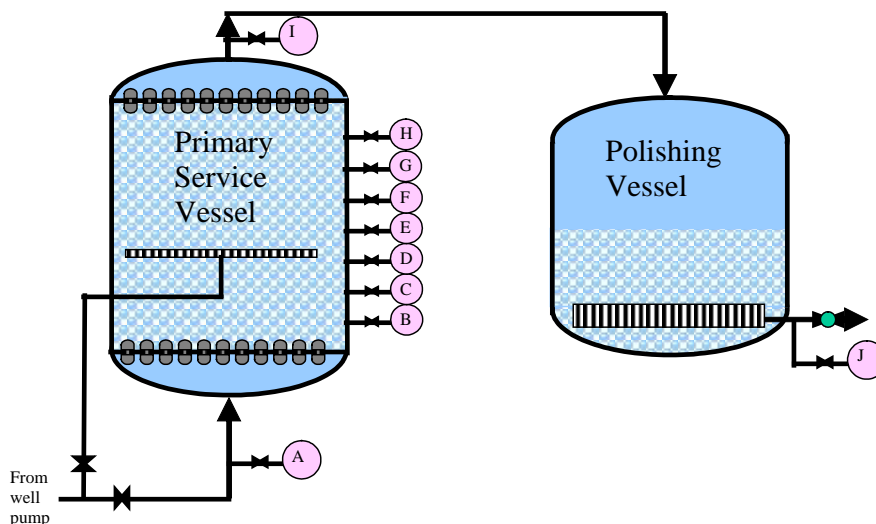 I
Primary
Service
Vessel
H
G
F
E
D
C
B
Polishing
Vessel
J
A
From
well
pump